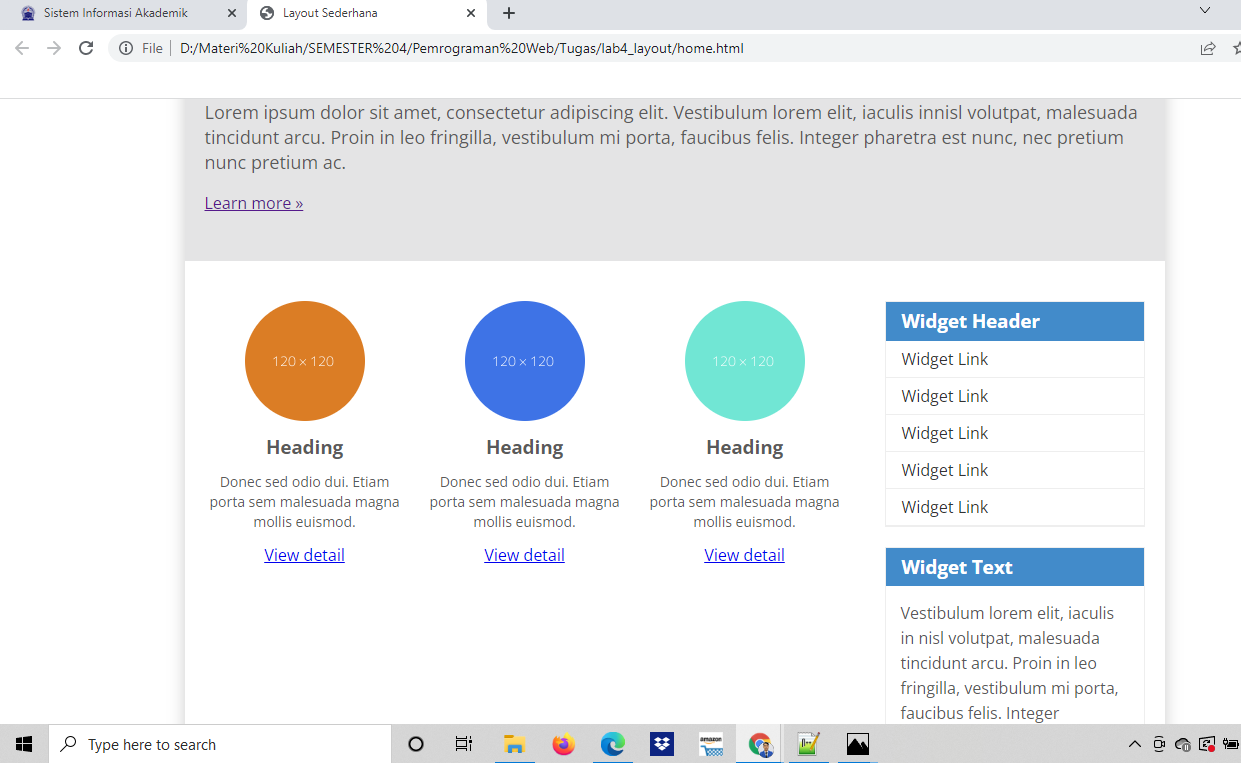 Sistem Informasi Akademik
Layout Sederhana
File
D:/Materi%20Kuliah/SEMESTER%204/Pemrograman%20Web/Tugas/lab4_layout/home.html
Lorem ipsum dolor sit amet, consectetur adipiscing elit. Vestibulum lorem elit, iaculis innisl volutpat, malesuada
tincidunt arcu. Proin in leo fringilla, vestibulum mi porta, faucibus felis. Integer pharetra est nunc, nec pretium
nunc pretium ac.
Learn more »
120 × 120
Heading
Donec sed odio dui. Etiam
porta sem malesuada magna
mollis euismod.
View detail
120 × 120
Heading
Donec sed odio dui. Etiam
porta sem malesuada magna
mollis euismod.
View detail
120 × 120
Heading
Donec sed odio dui. Etiam
porta sem malesuada magna
mollis euismod.
View detail
Widget Header
Widget Link
Widget Link
Widget Link
Widget Link
Widget Link
Widget Text
Vestibulum lorem elit, iaculis
in nisl volutpat, malesuada
tincidunt arcu. Proin in leo
fringilla, vestibulum mi porta,
faucibus felis. Integer
Type here to search
amazon